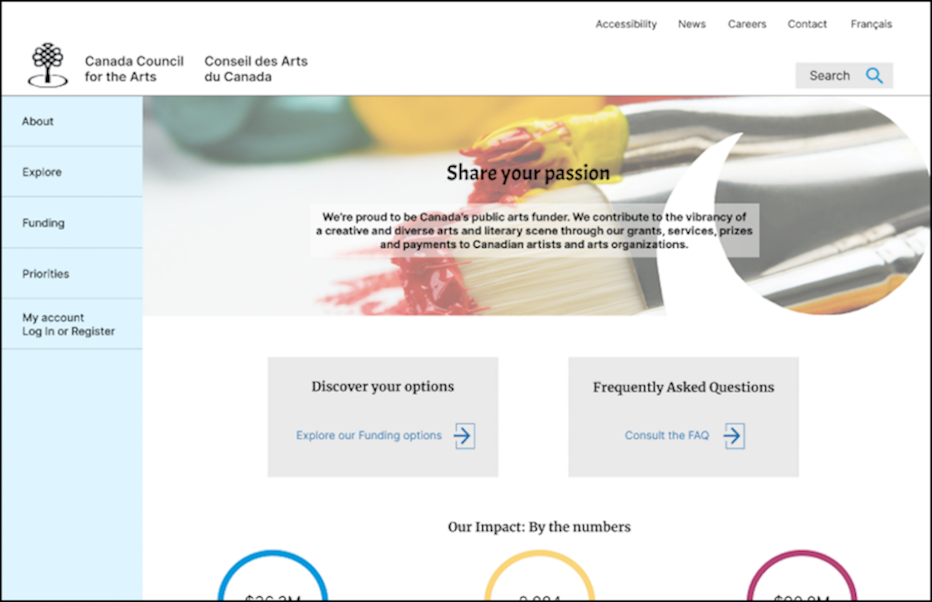 Accessibility News Careers Contact Français
Canada Council Conseil des Arts
for the Arts du Canada
Search
About
Explore
Funding
Priorities
My account
Log In or Register
Share your passion
We're proud to be Canada's public arts funder. We contribute to the vibrancy of
a creative and diverse arts and literary scene through our grants, services, prizes
and payments to Canadian artists and arts organizations.
Discover your options
Explore our Funding options
Frequently Asked Questions
Consult the FAQ
Our Impact: By the numbers